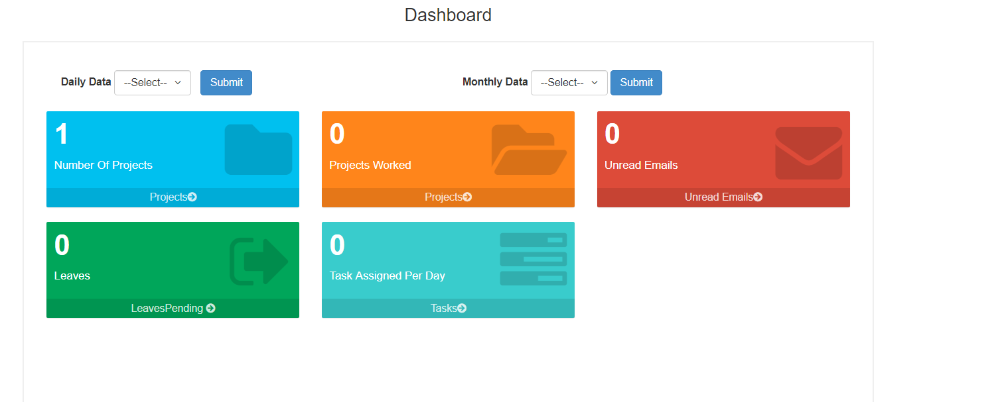 Dashboard
Daily Data --Select-- Submit Monthly Data --Select-- Submit
1
Number Of Projects
Projects
0
Projects Worked
Projects
0
Unread Emails
Unread Emails
0
Leaves
LeavesPending
0
Task Assigned Per Day
Tasks